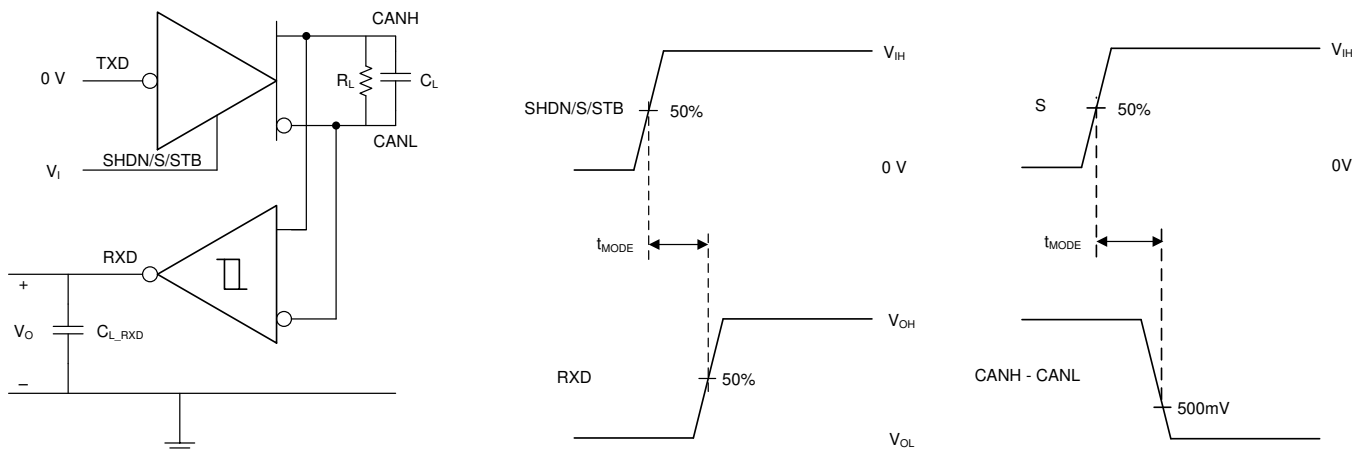 CANH
TXD
0 V
R_L
C_L
CANL
SHDN/S/STB
V_I
RXD
+
V_O
C_L_RXD
–
V_IH
SHDN/S/STB
50%
0 V
t_MODE
V_OH
RXD
50%
V_OL
V_IH
S
50%
0V
t_MODE
CANH - CANL
500mV